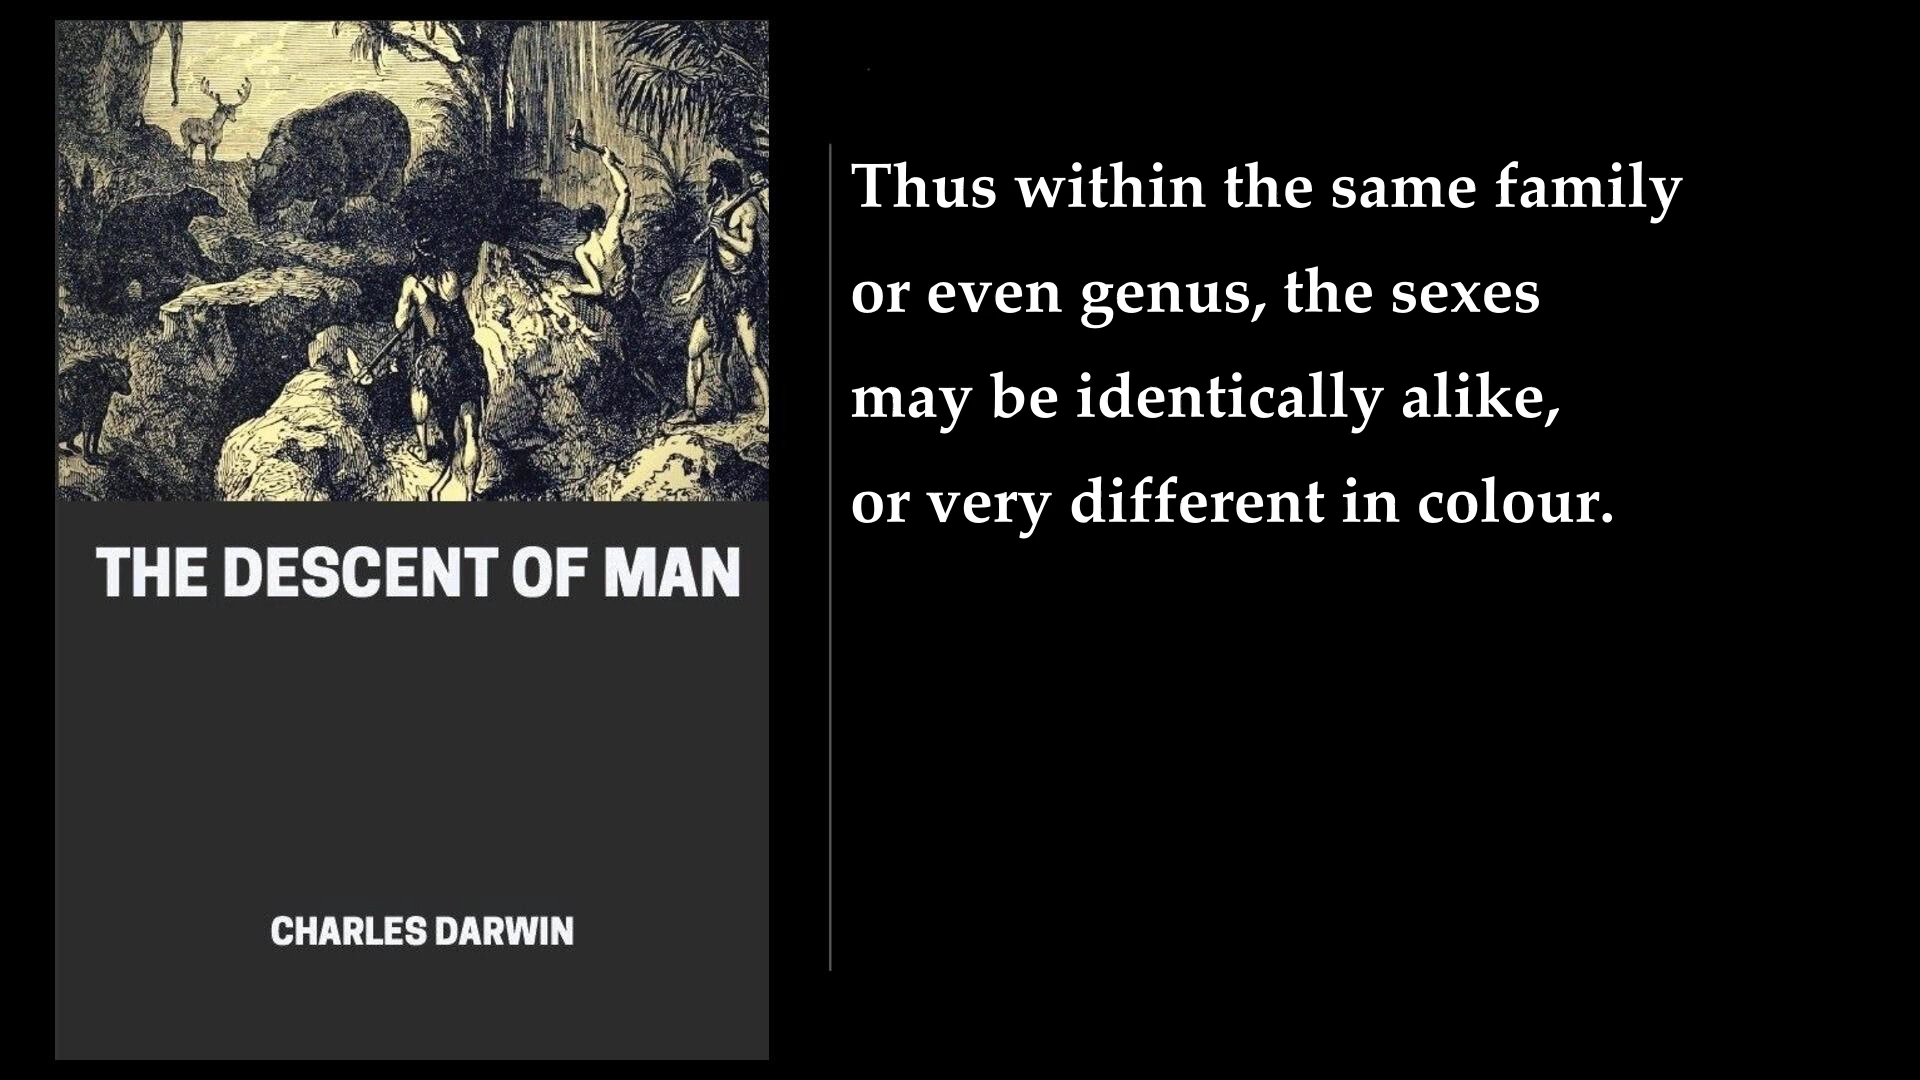 THE DESCENT OF MAN
CHARLES DARWIN
Thus within the same family
or even genus, the sexes
may be identically alike,
or very different in colour.